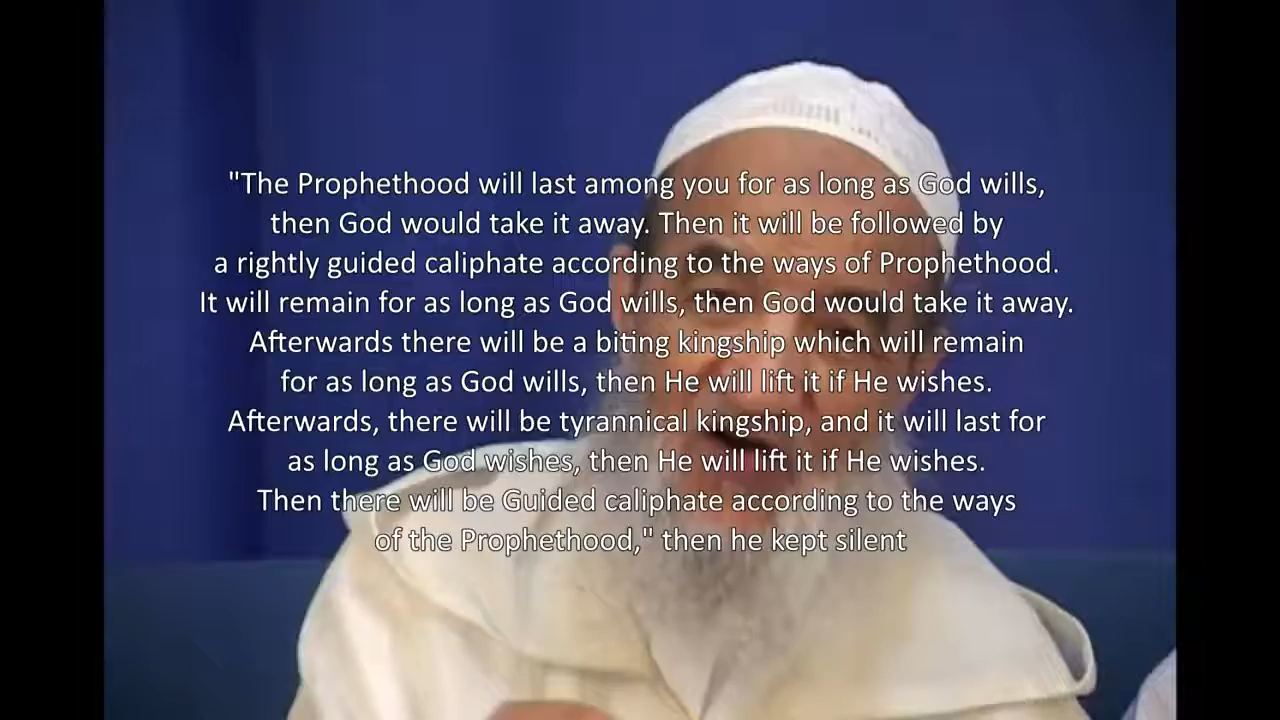 "The Prophethood will last among you for as long as God wills,
then God would take it away. Then it will be followed by
a rightly guided caliphate according to the ways of Prophethood.
It will remain for as long as God wills, then God would take it away.
Afterwards there will be a biting kingship which will remain
for as long as God wills, then He will lift it if He wishes.
Afterwards, there will be tyrannical kingship, and it will last for
as long as God wishes, then He will lift it if He wishes.
Then there will be Guided caliphate according to the ways
of the Prophethood," then he kept silent